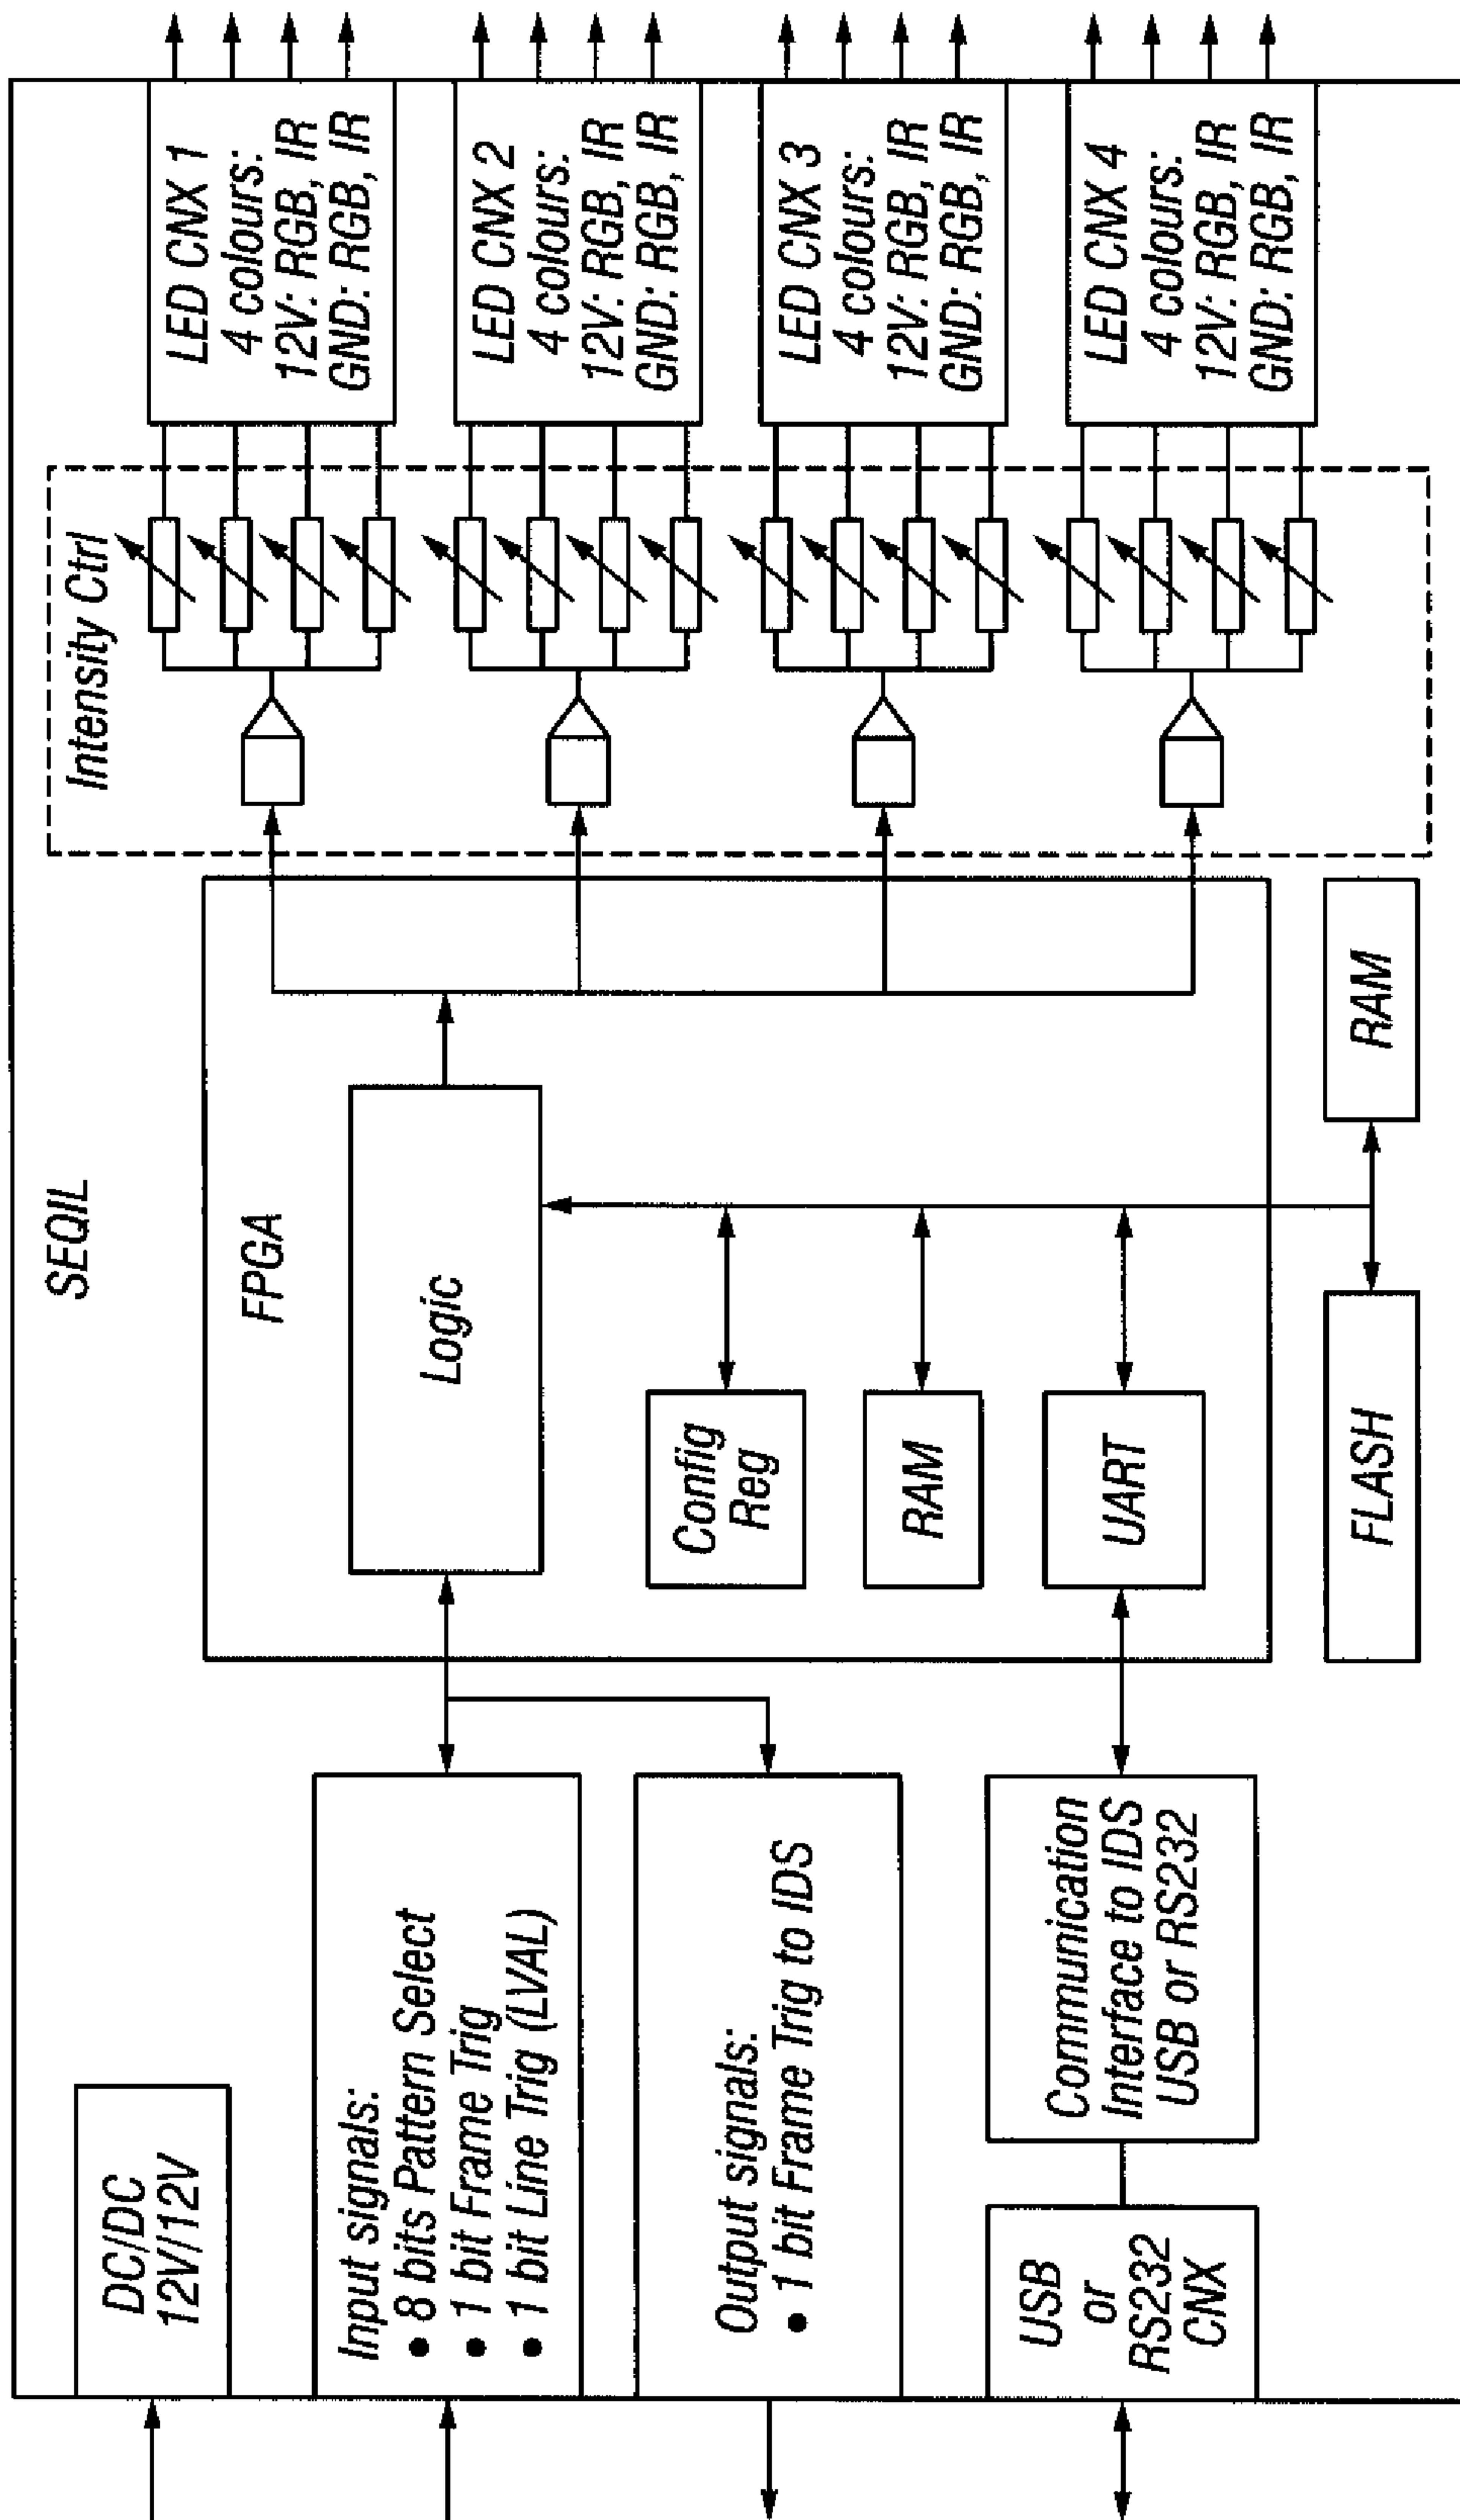 SEQIL
DC/DC
12V/12V
Input signals:
• 8 bits Pattern Select
• 1 bit Frame Trig
• 1 bit Line Trig (LVAL)
Output signals:
• 1 bit Frame Trig to IDS
USB
or
RS232
CNX
Communication
Interface to IDS
USB or RS232
FPGA
Logic
Config
Reg
RAM
UART
FLASH
RAM
Intensity Ctrl
LED CNX 1
4 colours:
12V: RGB, IR
GND: RGB, IR
LED CNX 2
4 colours:
12V: RGB, IR
GND: RGB, IR
LED CNX 3
4 colours:
12V: RGB, IR
GND: RGB, IR
LED CNX 4
4 colours:
12V: RGB, IR
GND: RGB, IR